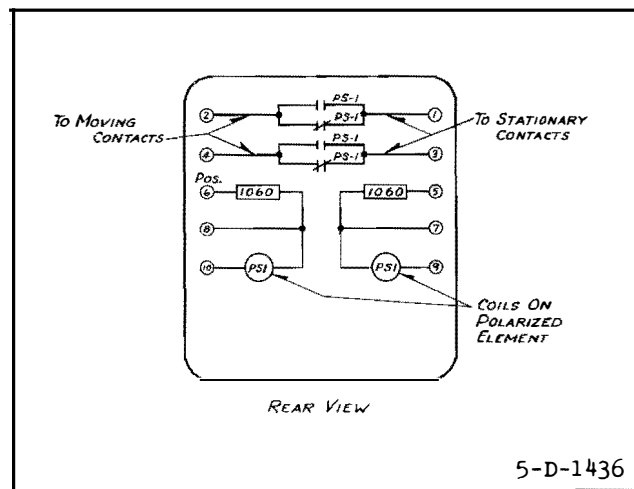 PS-1
② ①
PS-1
TO MOVING CONTACTS
TO STATIONARY CONTACTS
PS-1
④ ③
PS-1
POS.
⑥ 1060 1060 ⑤
⑧ ⑦
⑩ PS1 PS1 ⑨
COILS ON POLARIZED ELEMENT
REAR VIEW
5-D-1436